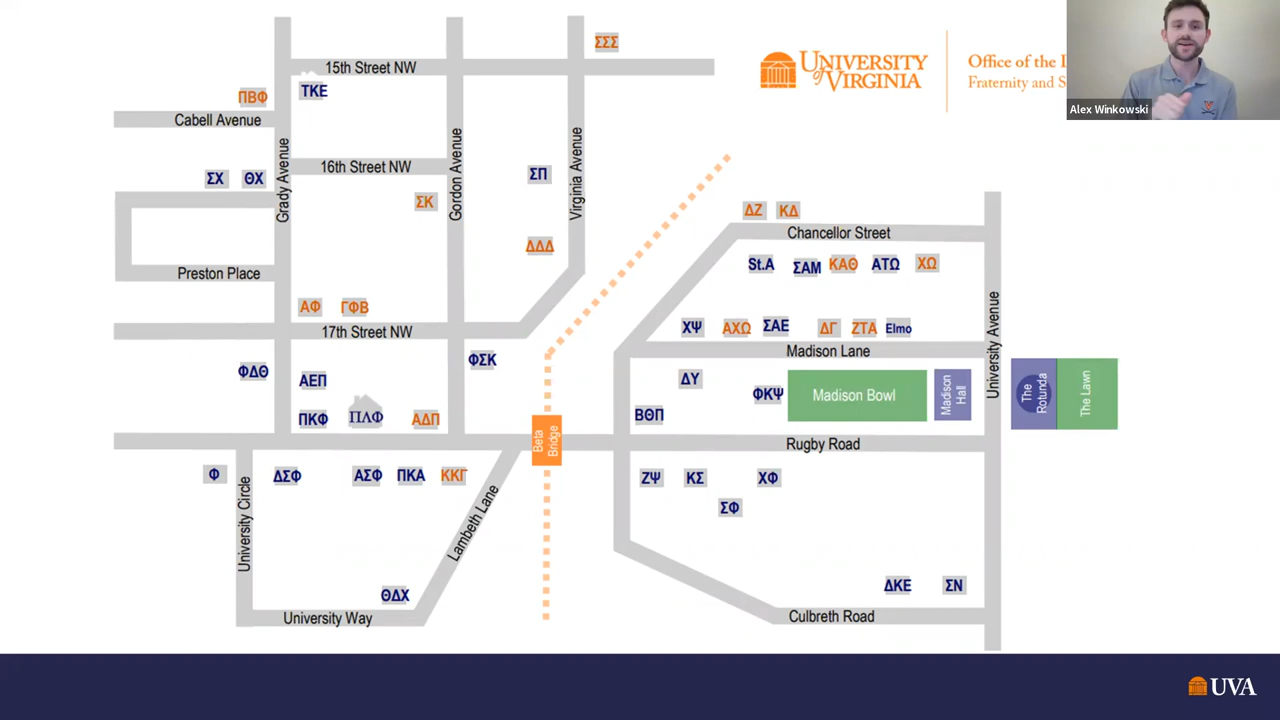 ΣΣΣ
15th Street NW
UNIVERSITY
of VIRGINIA
Office of the
Fraternity and
Alex Winkowski
ΤΚΕ
ΠΒΦ
Cabell Avenue
Grady Avenue
16th Street NW
Gordon Avenue
Virginia Avenue
ΣΧ
ΘΧ
ΣΠ
ΣΚ
ΔΔΔ
Preston Place
ΑΦ
ΓΦΒ
17th Street NW
ΦΔΘ
ΑΕΠ
ΦΣΚ
ΠΚΦ
ΠΛΦ
ΑΔΠ
Beta
Bridge
Φ
ΔΣΦ
ΑΣΦ
ΠΚΑ
ΚΚΓ
University Circle
Lambeth Lane
ΘΔΧ
University Way
ΔΖ
ΚΔ
Chancellor Street
St.A
ΣΑΜ
ΚΑΘ
ΑΤΩ
ΧΩ
ΧΨ
ΑΧΩ
ΣΑΕ
ΔΓ
ΖΤΑ
Elmo
Madison Lane
University Avenue
ΔΥ
ΦΚΨ
ΒΘΠ
Madison Bowl
Madison
Hall
The
Rotunda
The Lawn
Rugby Road
ΖΨ
ΚΣ
ΧΦ
ΣΦ
ΔΚΕ
ΣΝ
Culbreth Road
UVA